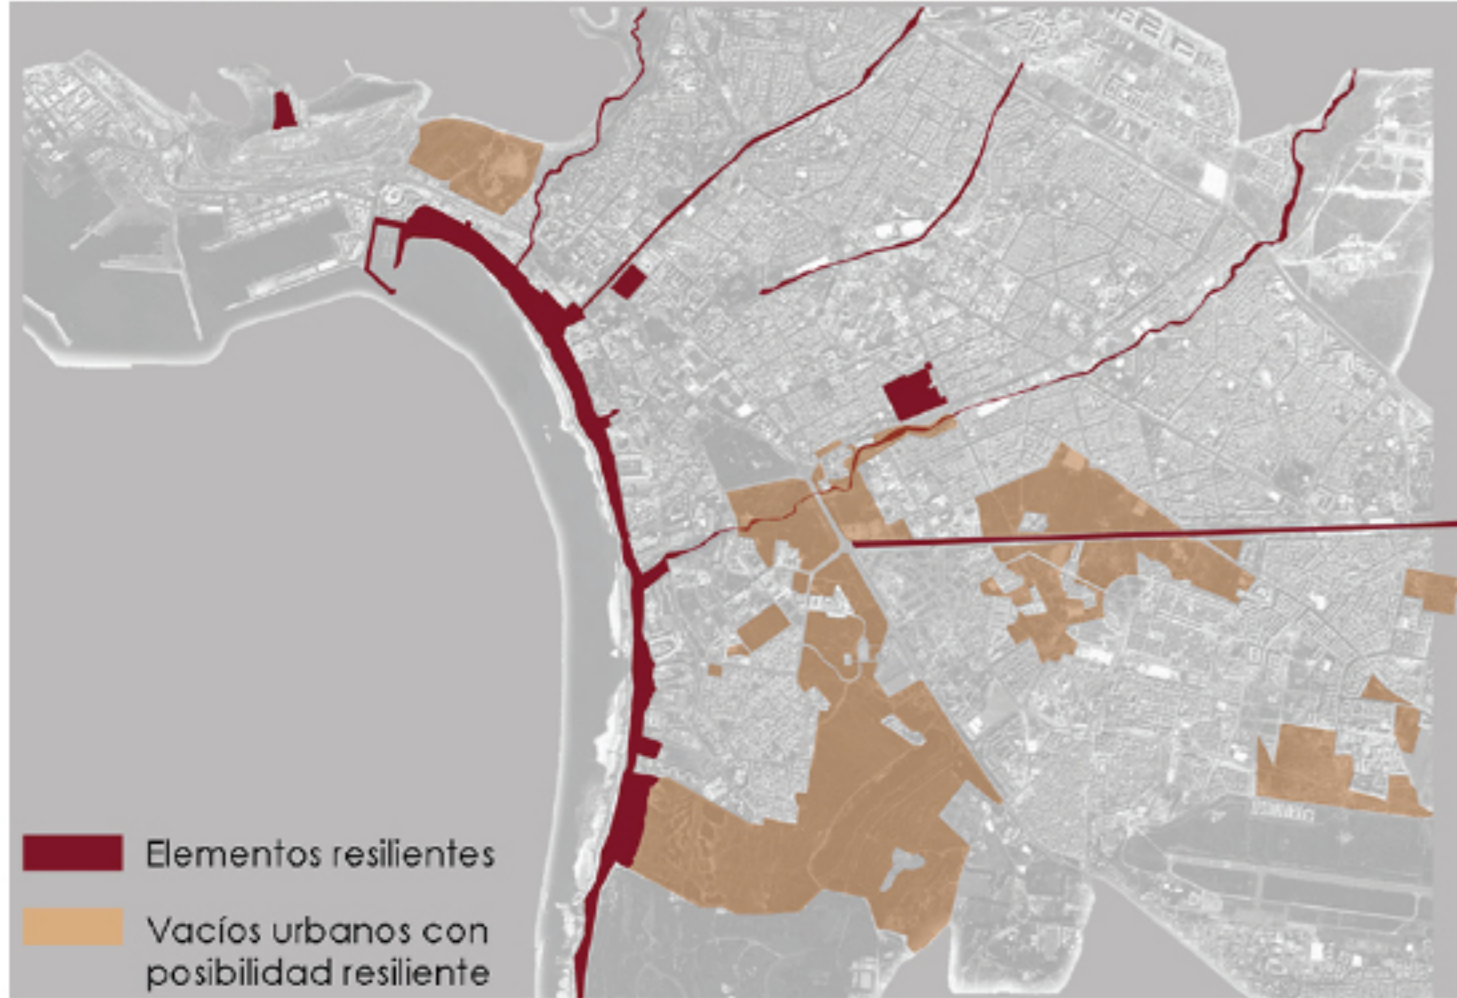 Elementos resilientes
Vacíos urbanos con
posibilidad resiliente